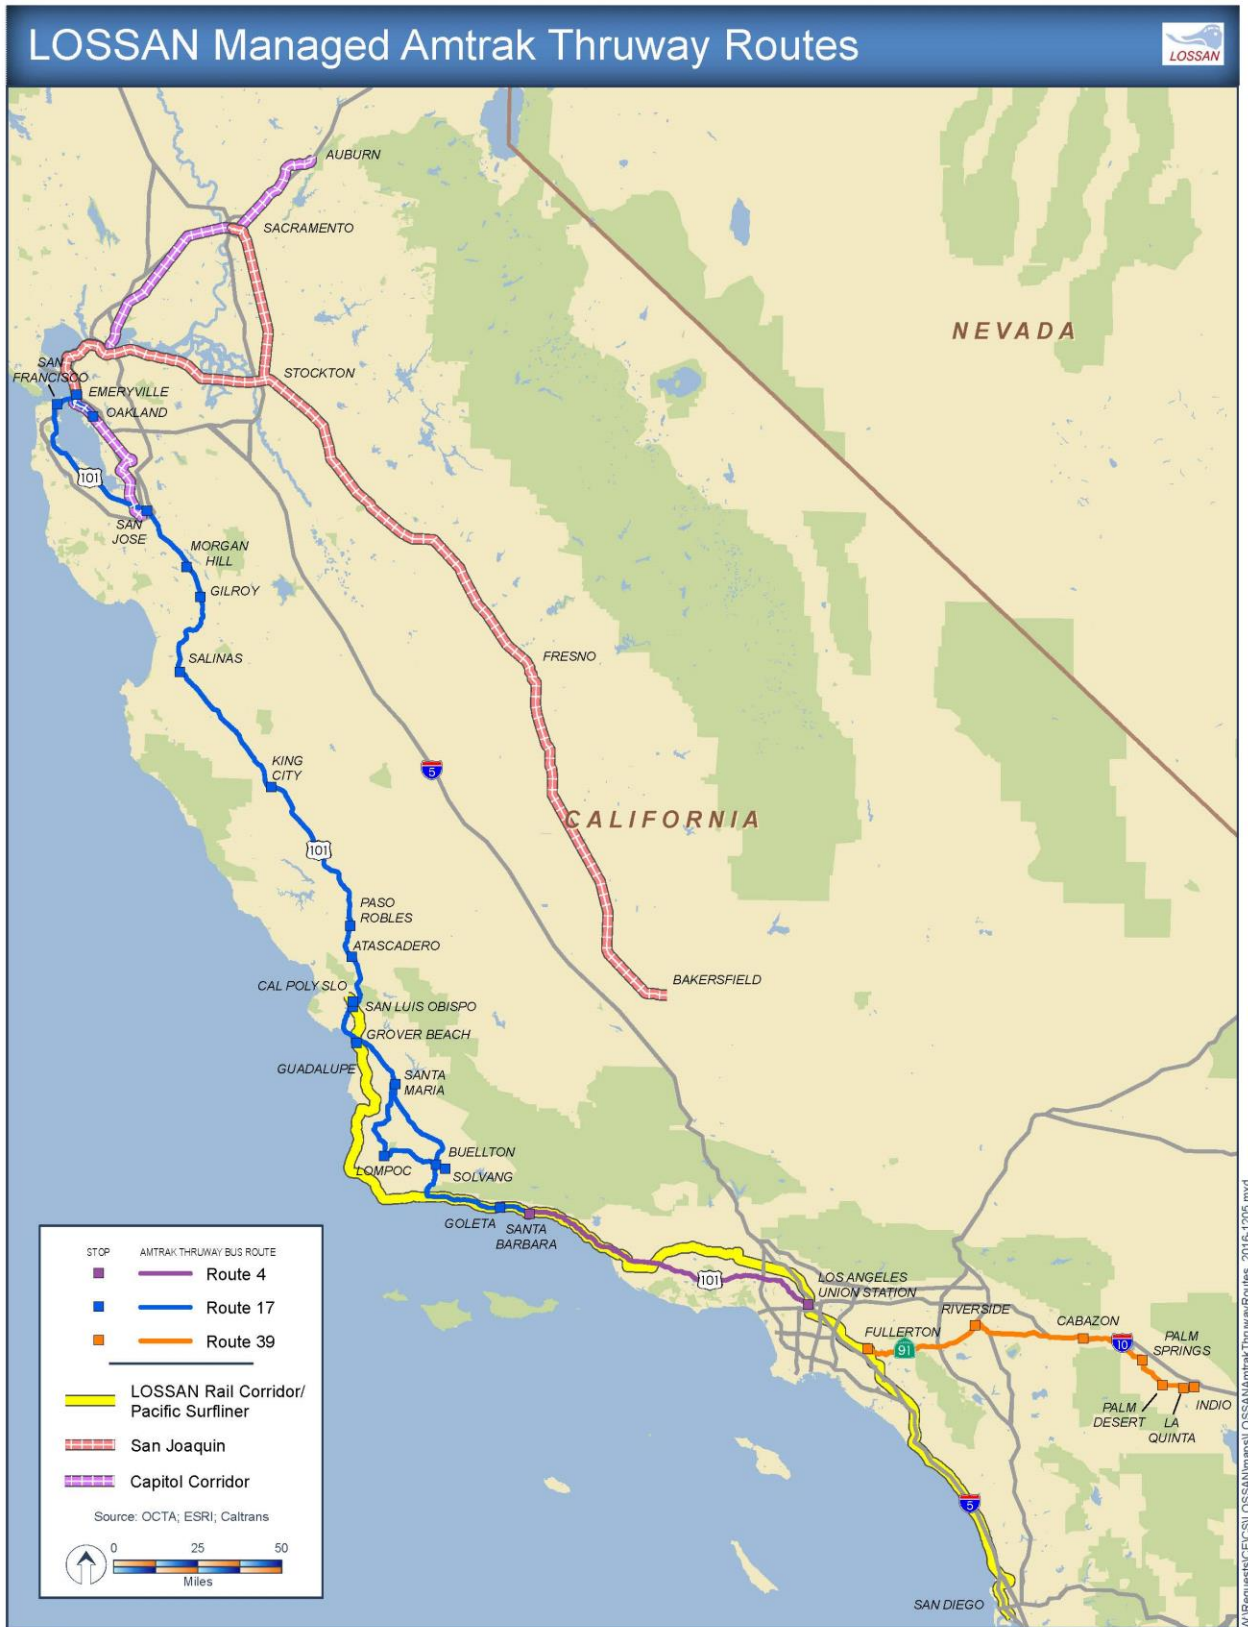 LOSSAN Managed Amtrak Thruway Routes
LOSSAN
AUBURN
SACRAMENTO
NEVADA
SAN
FRANCISCO
STOCKTON
EMERYVILLE
OAKLAND
101
SAN
JOSE
MORGAN
HILL
GILROY
FRESNO
SALINAS
KING
CITY
5
CALIFORNIA
101
PASO
ROBLES
ATASCADERO
BAKERSFIELD
CAL POLY SLO
SAN LUIS OBISPO
GROVER BEACH
GUADALUPE
SANTA
MARIA
BUELLTON
LOMPOC
SOLVANG
GOLETA
SANTA
BARBARA
101
LOS ANGELES
UNION STATION
RIVERSIDE
FULLERTON
91
CABAZON
10
PALM
SPRINGS
PALM
DESERT
LA
QUINTA
INDIO
5
SAN DIEGO
STOP AMTRAK THRUWAY BUS ROUTE
Route 4
Route 17
Route 39
LOSSAN Rail Corridor/
Pacific Surfliner
San Joaquin
Capitol Corridor
Source: OCTA; ESRI; Caltrans
0 25 50
Miles